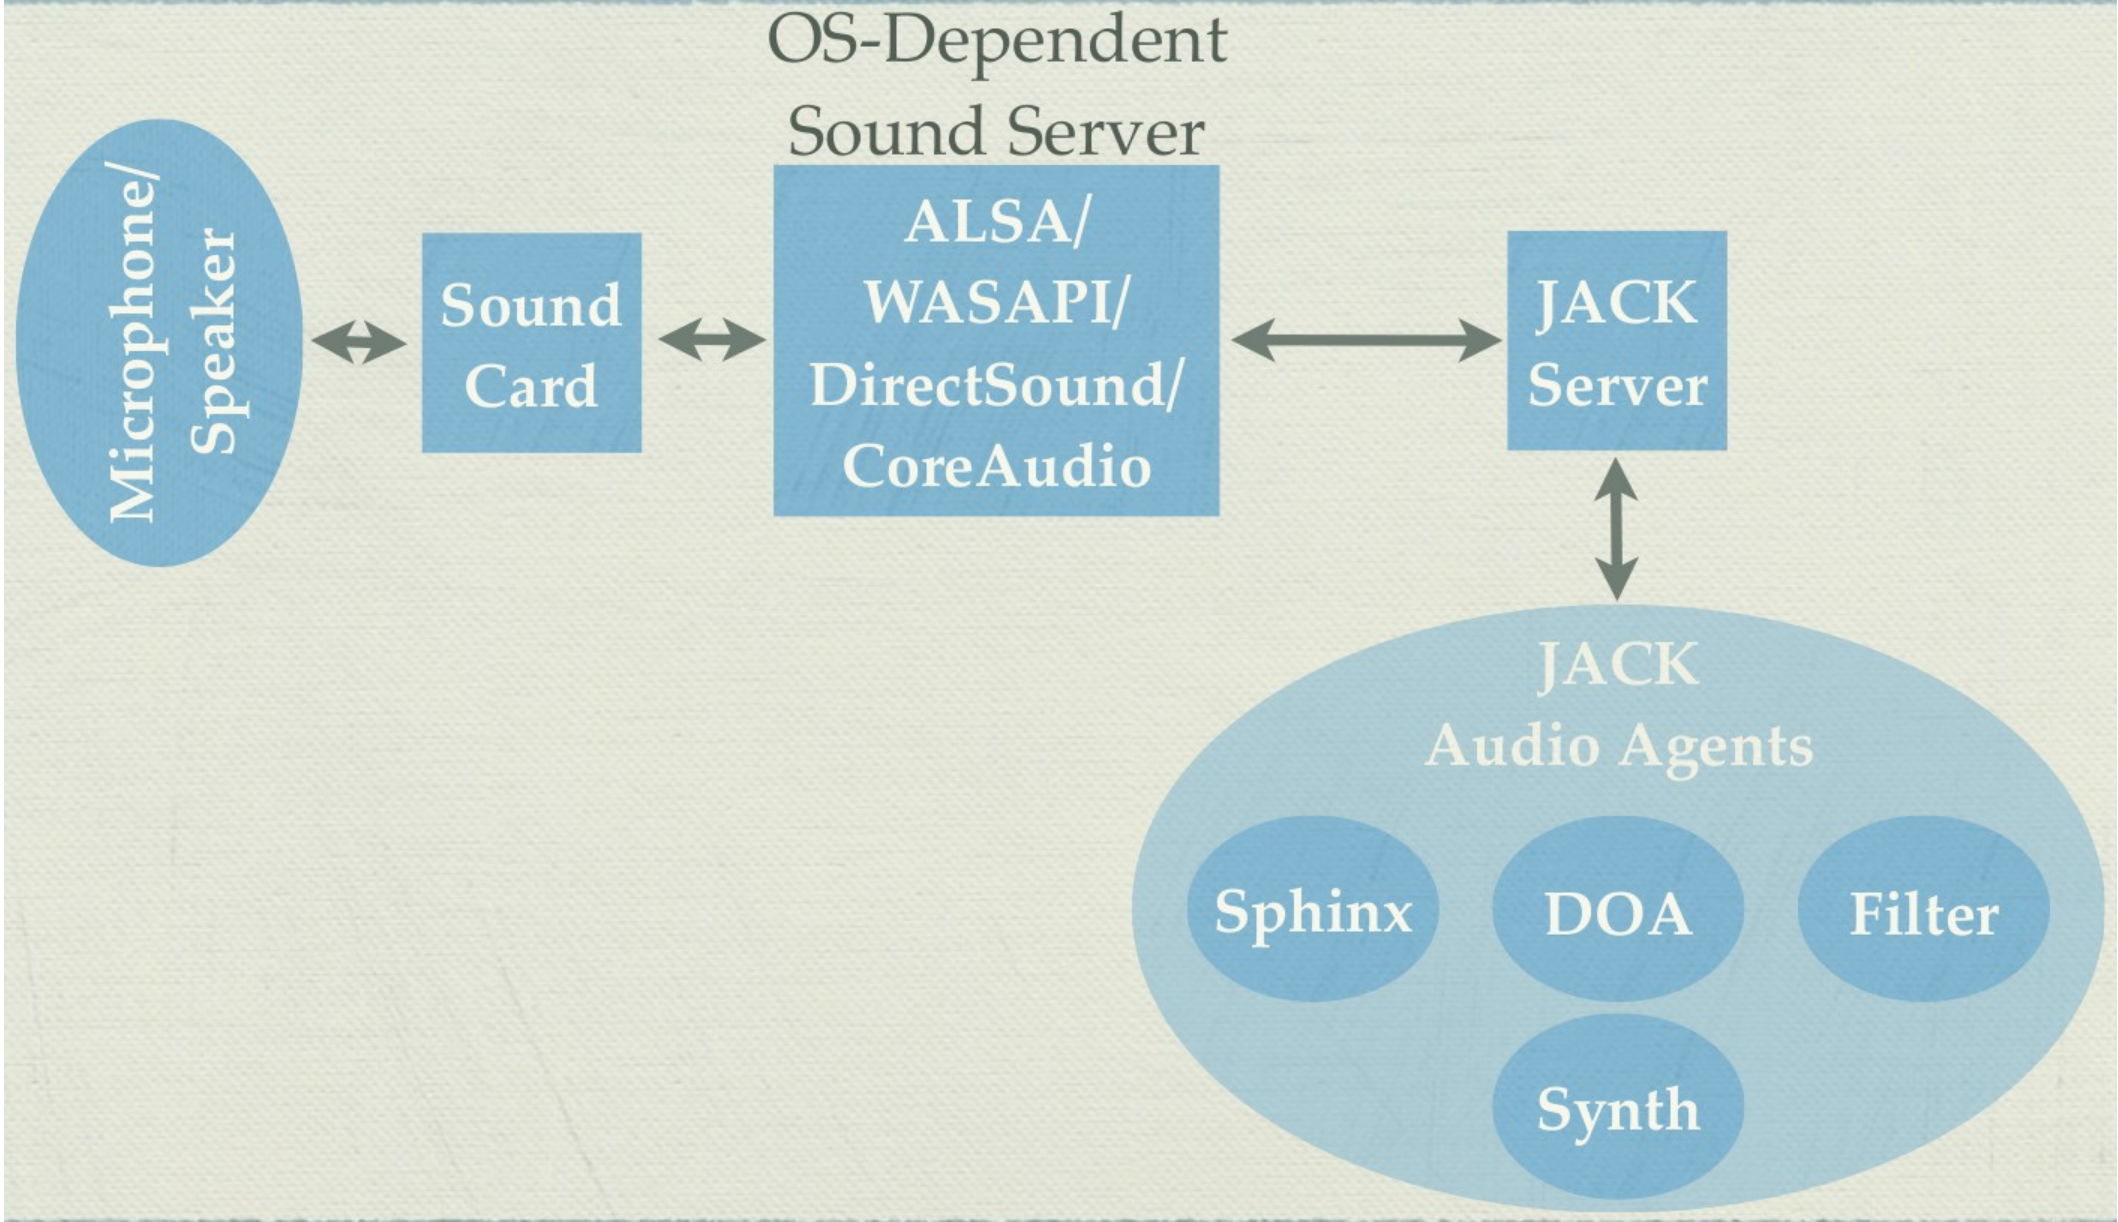 OS-Dependent
Sound Server
Microphone/
Speaker
Sound
Card
ALSA/
WASAPI/
DirectSound/
CoreAudio
JACK
Server
JACK
Audio Agents
Sphinx
DOA
Filter
Synth